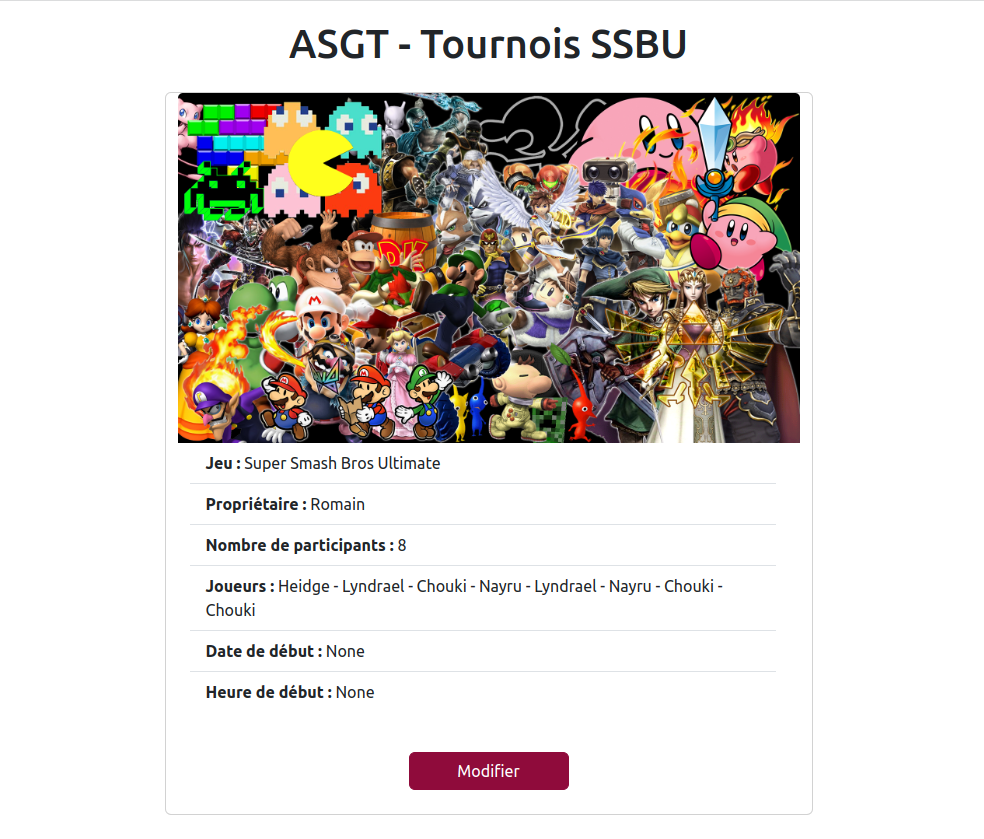 ASGT - Tournois SSBU
DK
M
Jeu : Super Smash Bros Ultimate
Propriétaire : Romain
Nombre de participants : 8
Joueurs : Heidge - Lyndrael - Chouki - Nayru - Lyndrael - Nayru - Chouki -
Chouki
Date de début : None
Heure de début : None
Modifier